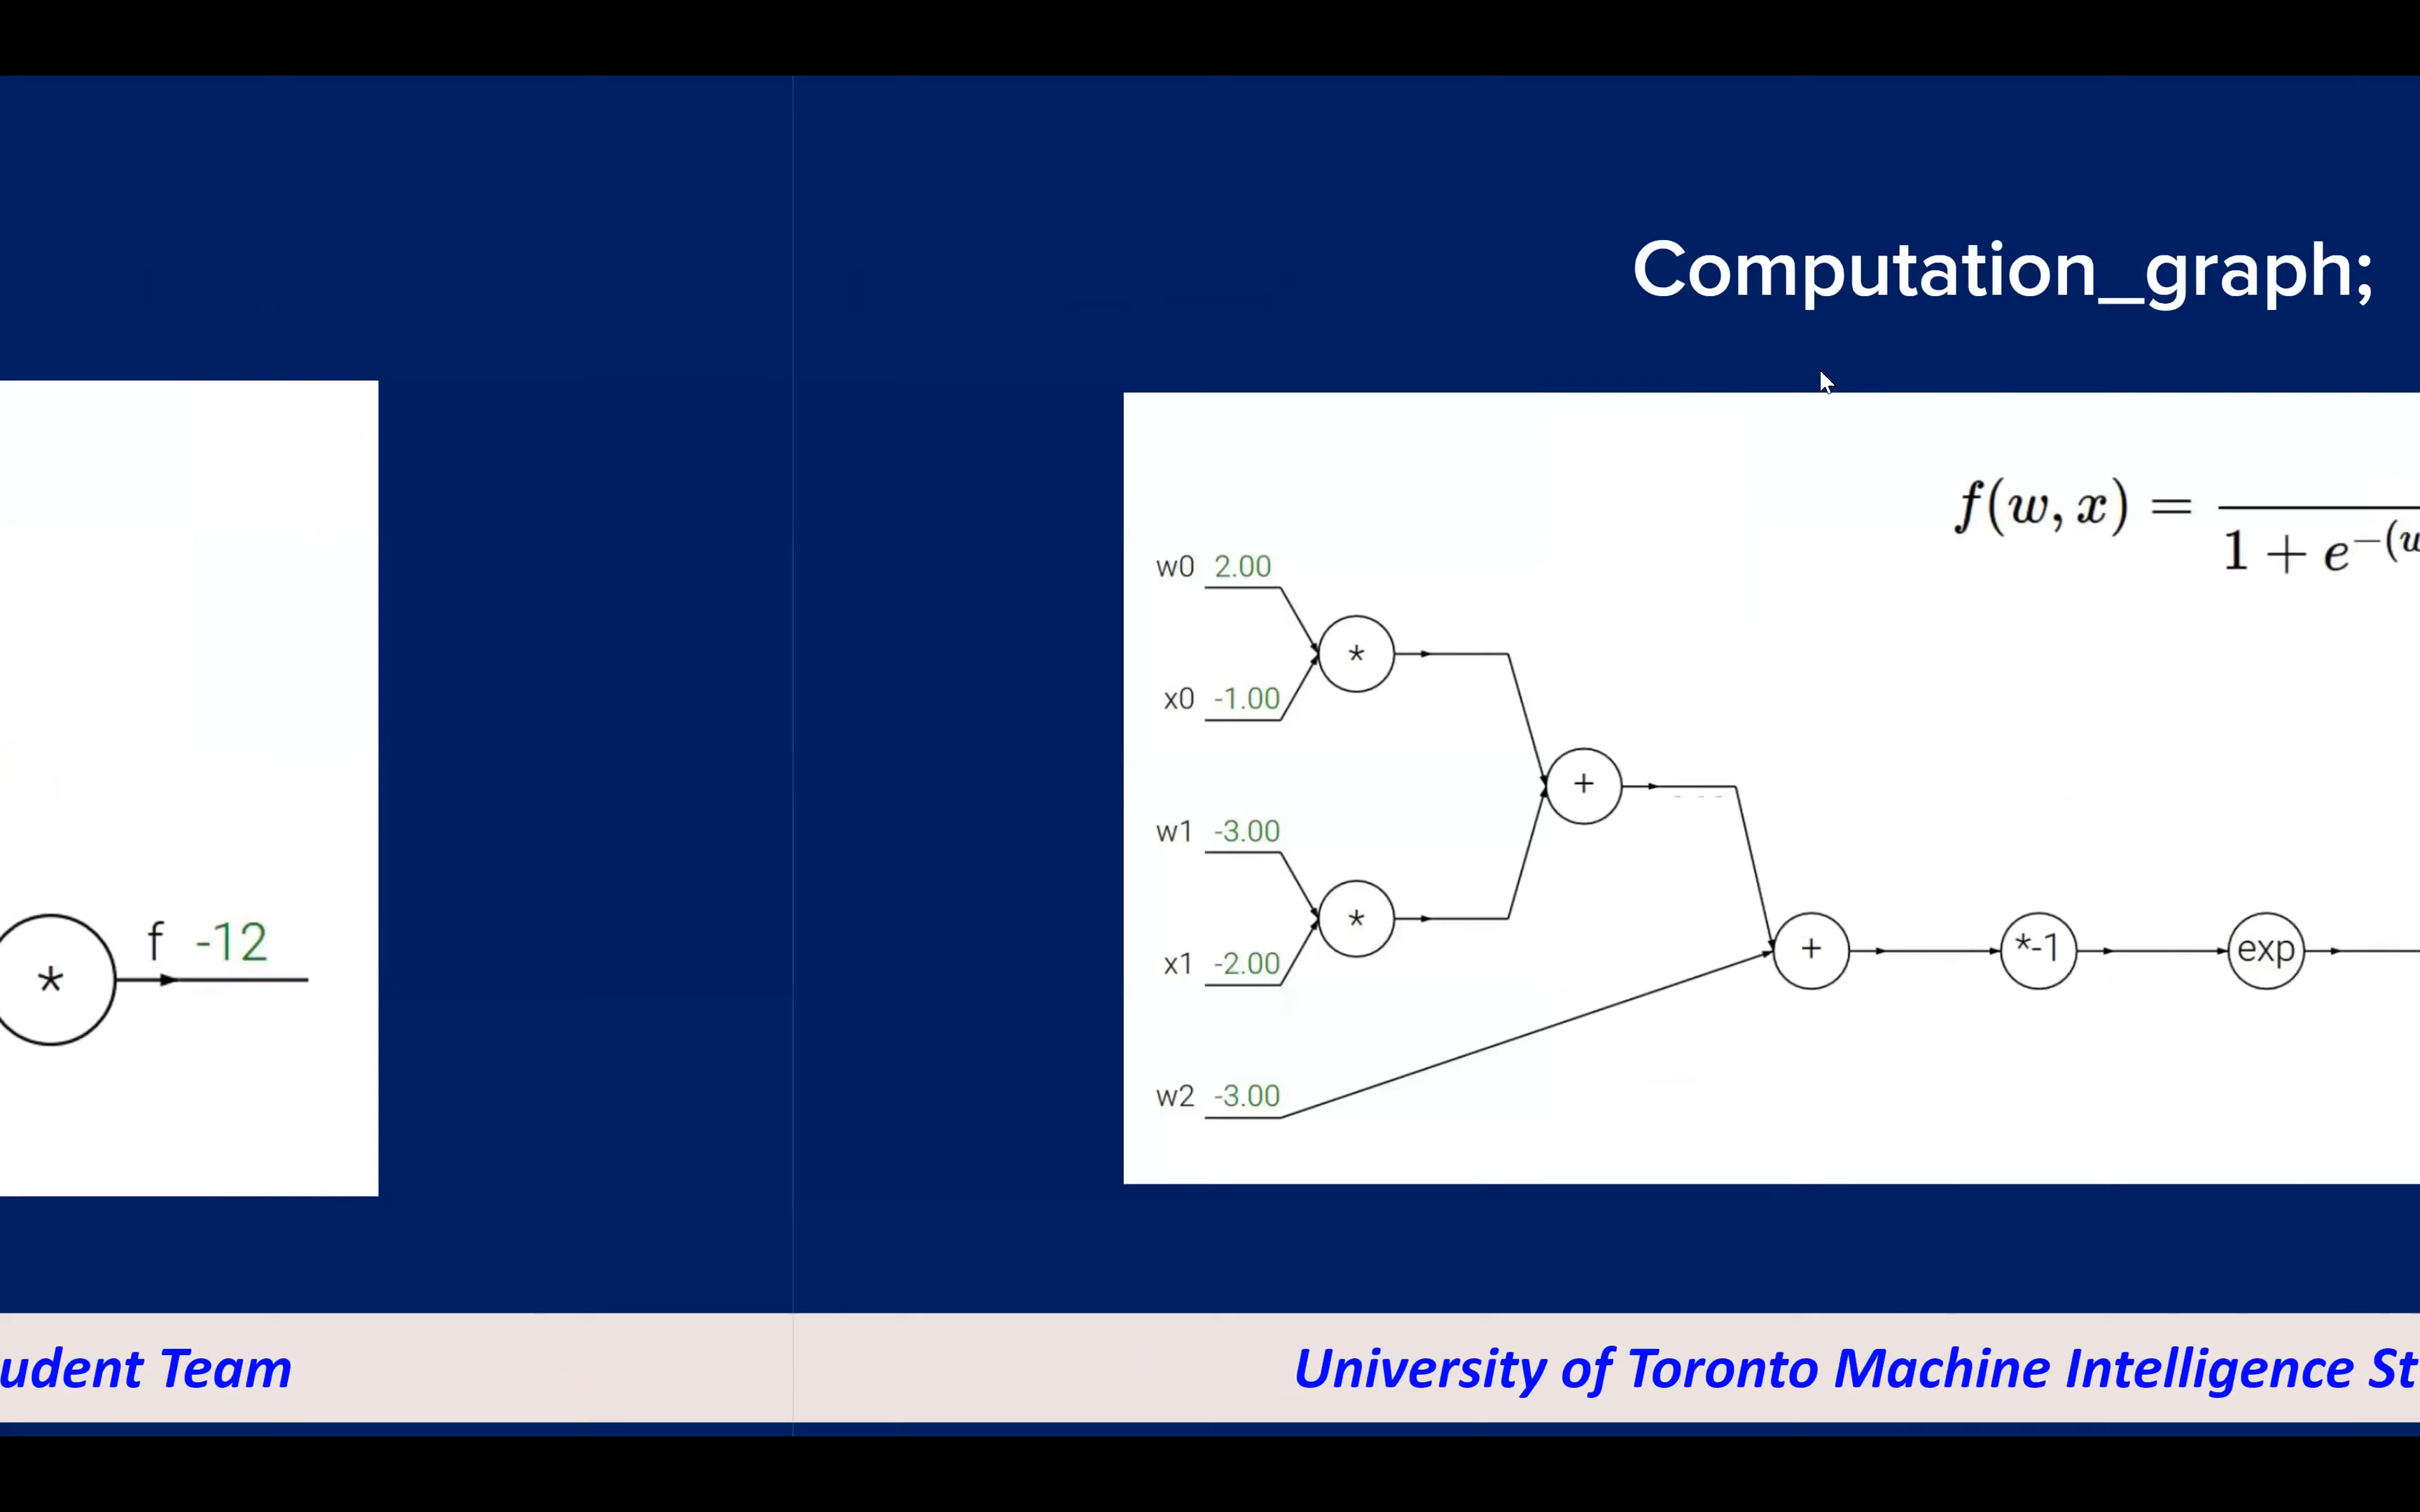 Computation_graph;
f(w, x) =
1 + e^{-(w
w0 2.00
*
x0 -1.00
+
w1 -3.00
*
x1 -2.00
+ *-1 exp
w2 -3.00
f -12
*
udent Team
University of Toronto Machine Intelligence St